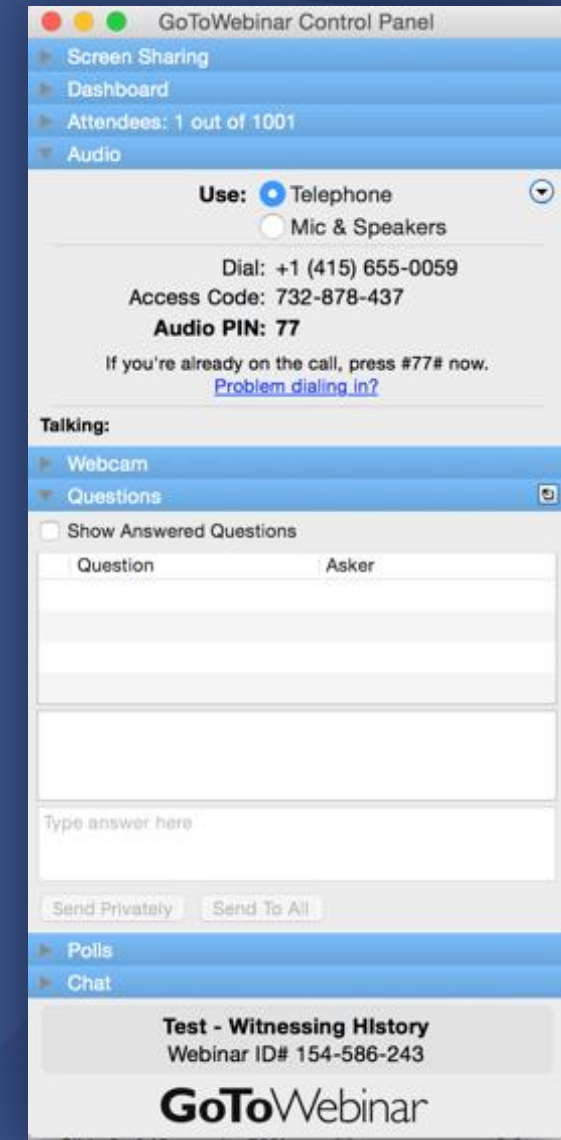 GoToWebinar Control Panel
Screen Sharing
Dashboard
Attendees: 1 out of 1001
Audio
Use: Telephone
Mic & Speakers
Dial: +1 (415) 655-0059
Access Code: 732-878-437
Audio PIN: 77
If you're already on the call, press #77# now.
Problem dialing in?
Talking:
Webcam
Questions
Show Answered Questions
Question Asker
Type answer here
Send Privately Send To All
Polls
Chat
Test - Witnessing HIstory
Webinar ID# 154-586-243
GoToWebinar